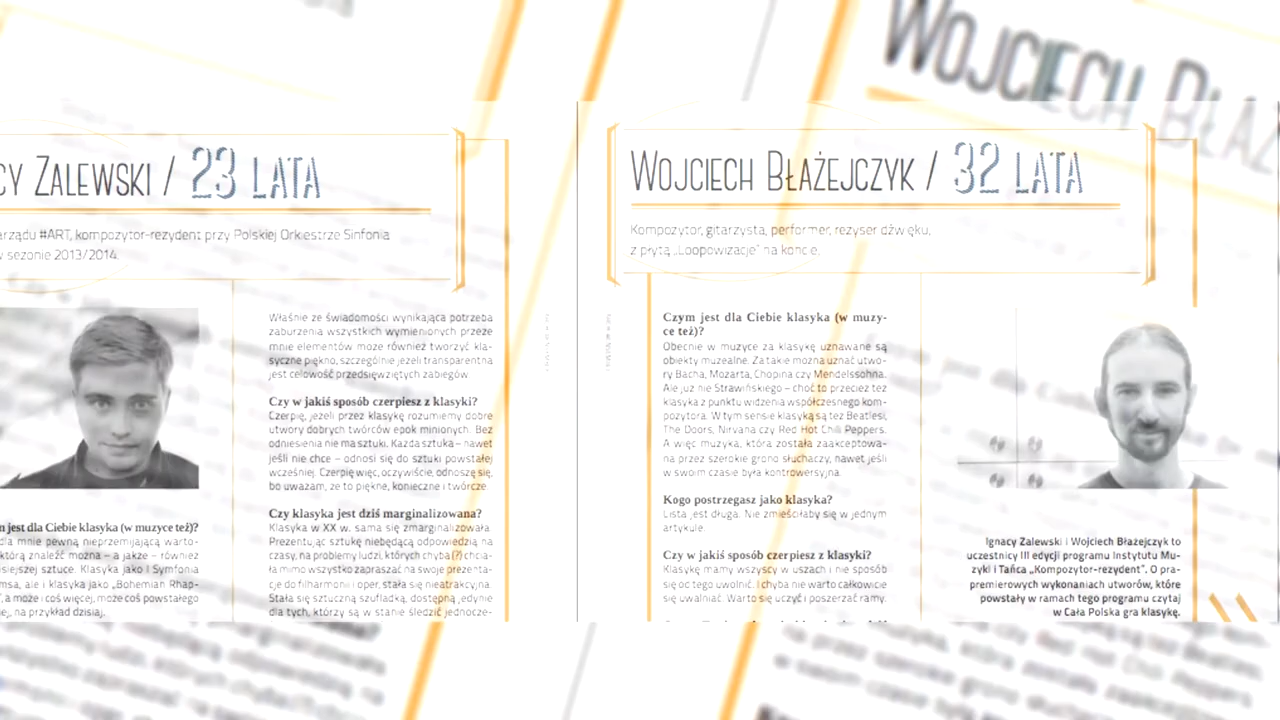 WOJCIECH
CY ZALEWSKI / 23 LATA
arządu #ART, kompozytor-rezydent przy Polskiej Orkiestrze Sinfonia
w sezonie 2013/2014.
m jest dla Ciebie klasyka (w muzyce też)?
dla mnie pewną nieprzemijającą warto-
którą znaleźć można – a jakże – również
siejszej sztuce. Klasyka jako I Symfonia
msa, ale i klasyka jako „Bohemian Rhap-
, a może i coś więcej, może coś powstałego
ej, na przykład dzisiaj.
Właśnie ze świadomości wynikająca potrzeba
zaburzenia wszystkich wymienionych przeze
mnie elementów może również tworzyć kla-
syczne piękno, szczególnie jeżeli transparentna
jest celowość przedsięwziętych zabiegów.
Czy w jakiś sposób czerpiesz z klasyki?
Czerpię, jeżeli przez klasykę rozumiemy dobre
utwory dobrych twórców epok minionych. Bez
odniesienia nie ma sztuki. Każda sztuka – nawet
jeśli nie chce – odnosi się do sztuki powstałej
wcześniej. Czerpię więc, oczywiście, odnoszę się,
bo uważam, że to piękne, konieczne i twórcze.
Czy klasyka jest dziś marginalizowana?
Klasyka w XX w. sama się zmarginalizowała.
Prezentując sztukę niebędącą odpowiedzią na
czasy, na problemy ludzi, których chyba (?) chcia-
ła mimo wszystko zapraszać na swoje prezenta-
cje do filharmonii i oper, stała się nieatrakcyjna.
Stała się sztuczną szufladką, dostępną jedynie
dla tych, którzy są w stanie śledzić jednocze-
WOJCIECH BŁAŻEJCZYK / 32 LATA
Kompozytor, gitarzysta, performer, reżyser dźwięku,
z płytą „Loopowizacje” na koncie.
Czym jest dla Ciebie klasyka (w muzy-
ce też)?
Obecnie w muzyce za klasykę uznawane są
obiekty muzealne. Za takie można uznać utwo-
ry Bacha, Mozarta, Chopina czy Mendelssohna.
Ale już nie Strawińskiego – choć to przecież też
klasyka z punktu widzenia współczesnego kom-
pozytora. W tym sensie klasyką są też Beatlesi,
The Doors, Nirvana czy Red Hot Chili Peppers.
A więc muzyka, która została zaakceptowa-
na przez szerokie grono słuchaczy, nawet jeśli
w swoim czasie była kontrowersyjna.
Kogo postrzegasz jako klasyka?
Lista jest długa. Nie zmieściłaby się w jednym
artykule.
Czy w jakiś sposób czerpiesz z klasyki?
Klasykę mamy wszyscy w uszach i nie sposób
się od tego uwolnić. I chyba nie warto całkowicie
się uwalniać. Warto się uczyć i poszerzać ramy.
Ignacy Zalewski i Wojciech Błażejczyk to
uczestnicy III edycji programu Instytutu Mu-
zyki i Tańca „Kompozytor-rezydent”. O pra-
premierowych wykonaniach utworów, które
powstały w ramach tego programu czytaj
w Cała Polska gra klasykę.